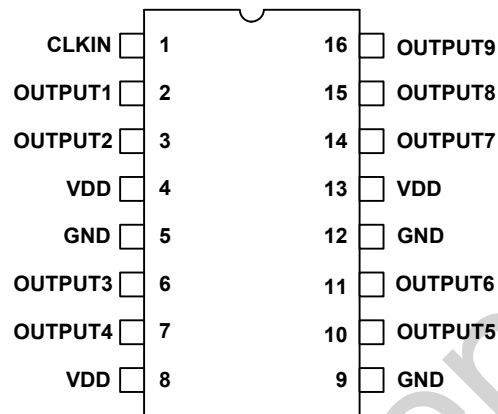 CLKIN 1 16 OUTPUT9
OUTPUT1 2 15 OUTPUT8
OUTPUT2 3 14 OUTPUT7
VDD 4 13 VDD
GND 5 12 GND
OUTPUT3 6 11 OUTPUT6
OUTPUT4 7 10 OUTPUT5
VDD 8 9 GND